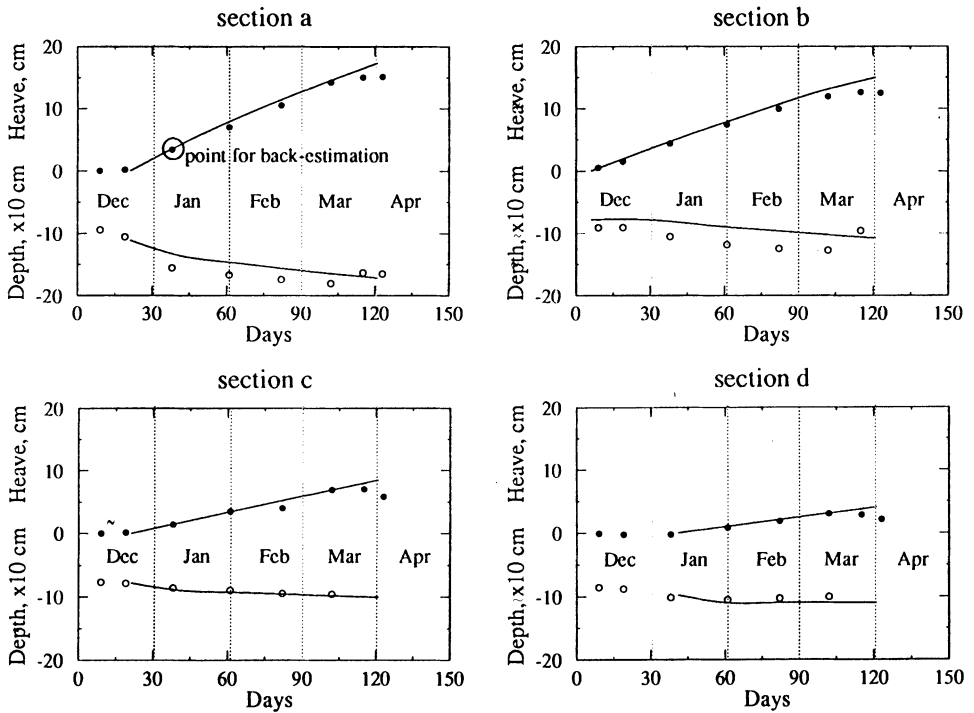 section a
20
10
0
-10
-20
Heave, cm
Depth, x10 cm
point for back-estimation
Dec Jan Feb Mar Apr
0 30 60 90 120 150
Days
section b
20
10
0
-10
-20
Heave, cm
Depth, x10 cm
Dec Jan Feb Mar Apr
0 30 60 90 120 150
Days
section c
20
10
0
-10
-20
Heave, cm
Depth, x10 cm
Dec Jan Feb Mar Apr
0 30 60 90 120 150
Days
section d
20
10
0
-10
-20
Heave, cm
Depth, x10 cm
Dec Jan Feb Mar Apr
0 30 60 90 120 150
Days